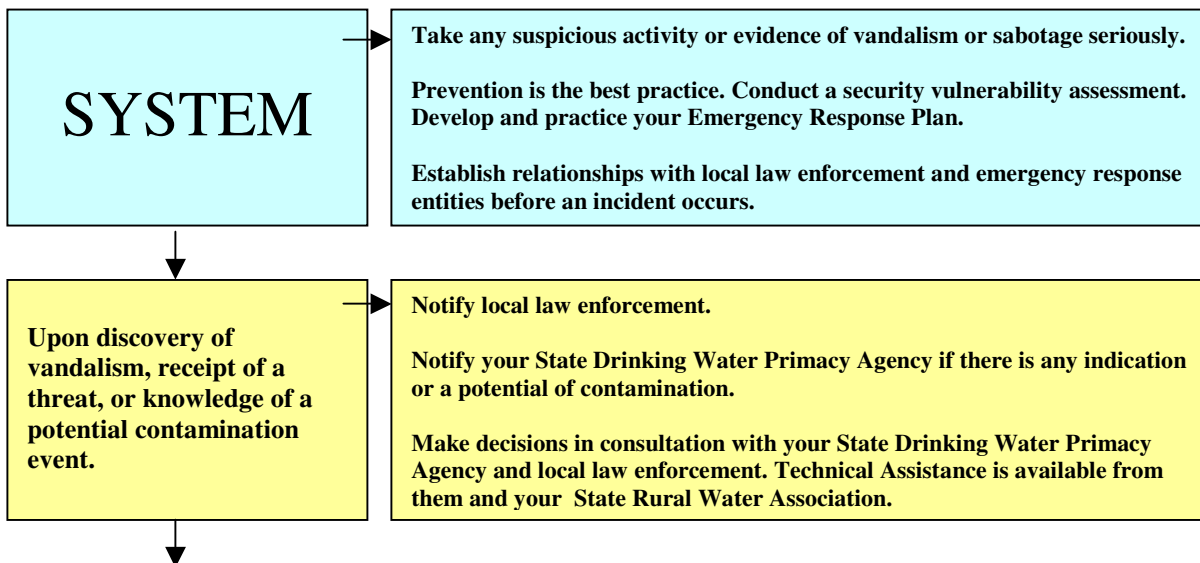 SYSTEM
Take any suspicious activity or evidence of vandalism or sabotage seriously.
Prevention is the best practice. Conduct a security vulnerability assessment.
Develop and practice your Emergency Response Plan.
Establish relationships with local law enforcement and emergency response
entities before an incident occurs.
Upon discovery of
vandalism, receipt of a
threat, or knowledge of a
potential contamination
event.
Notify local law enforcement.
Notify your State Drinking Water Primacy Agency if there is any indication
or a potential of contamination.
Make decisions in consultation with your State Drinking Water Primacy
Agency and local law enforcement. Technical Assistance is available from
them and your State Rural Water Association.